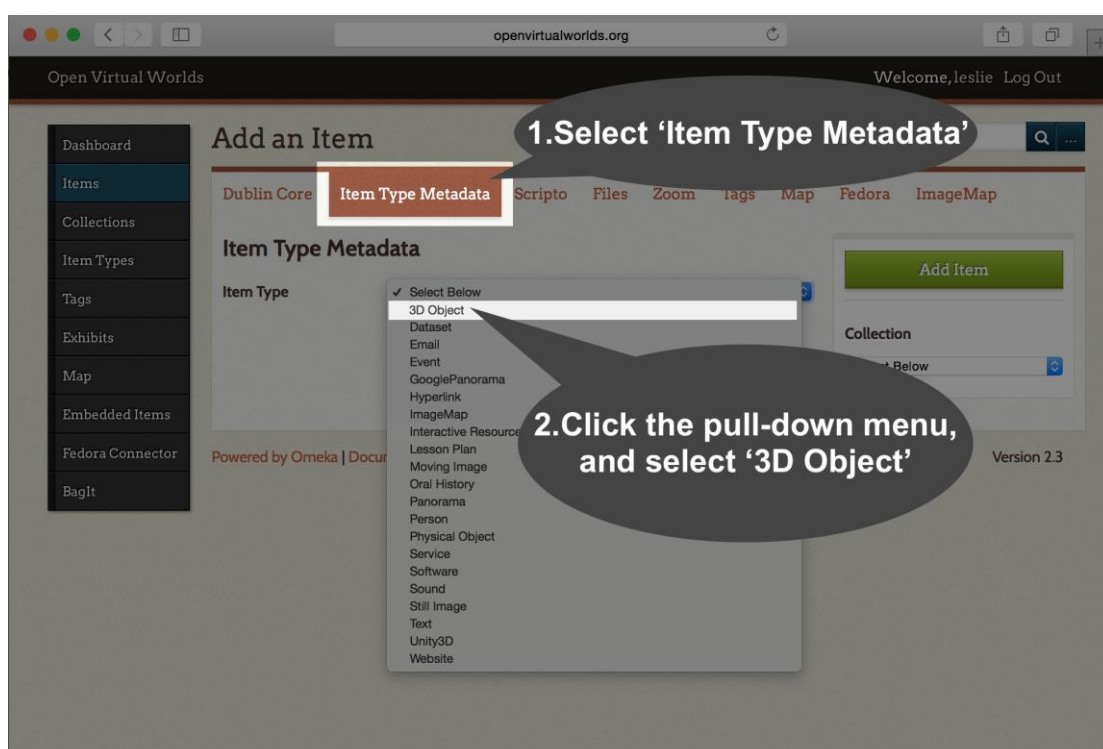 openvirtualworlds.org
Open Virtual Worlds
Welcome, leslie Log Out
Add an Item
1.Select ‘Item Type Metadata’
...
Dashboard
Items
Collections
Item Types
Tags
Exhibits
Map
Embedded Items
Fedora Connector
BagIt
Dublin Core Item Type Metadata Scripto Files Zoom Tags Map Fedora ImageMap
Item Type Metadata
Item Type
✓ Select Below
3D Object
Dataset
Email
Event
GooglePanorama
Hyperlink
ImageMap
Interactive Resource
Lesson Plan
Moving Image
Oral History
Panorama
Person
Physical Object
Service
Software
Sound
Still Image
Text
Unity3D
Website
2.Click the pull-down menu,
and select ‘3D Object’
Add Item
Collection
Below
Powered by Omeka |
Version 2.3